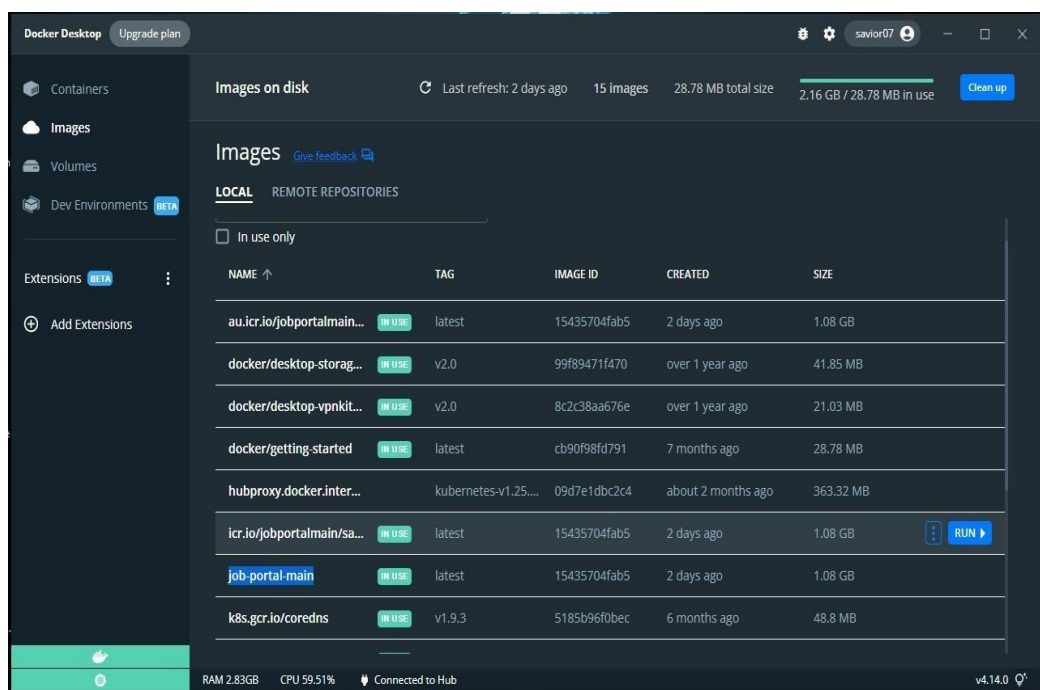 Docker Desktop Upgrade plan savior07
Containers
Images
Volumes
Dev Environments BETA
Extensions BETA
Add Extensions
Images on disk Last refresh: 2 days ago 15 images 28.78 MB total size 2.16 GB / 28.78 MB in use Clean up
Images Give feedback
LOCAL REMOTE REPOSITORIES
In use only
NAME TAG IMAGE ID CREATED SIZE
au.icr.io/jobportalmain... IN USE latest 15435704fab5 2 days ago 1.08 GB
docker/desktop-storag... IN USE v2.0 99f89471f470 over 1 year ago 41.85 MB
docker/desktop-vpnkit... IN USE v2.0 8c2c38aa676e over 1 year ago 21.03 MB
docker/getting-started IN USE latest cb90f98fd791 7 months ago 28.78 MB
hubproxy.docker.inter... kubernetes-v1.25.... 09d7e1dbc2c4 about 2 months ago 363.32 MB
icr.io/jobportalmain/sa... IN USE latest 15435704fab5 2 days ago 1.08 GB RUN
job-portal-main IN USE latest 15435704fab5 2 days ago 1.08 GB
k8s.gcr.io/coredns IN USE v1.9.3 5185b96f0bec 6 months ago 48.8 MB
RAM 2.83GB CPU 59.51% Connected to Hub v4.14.0